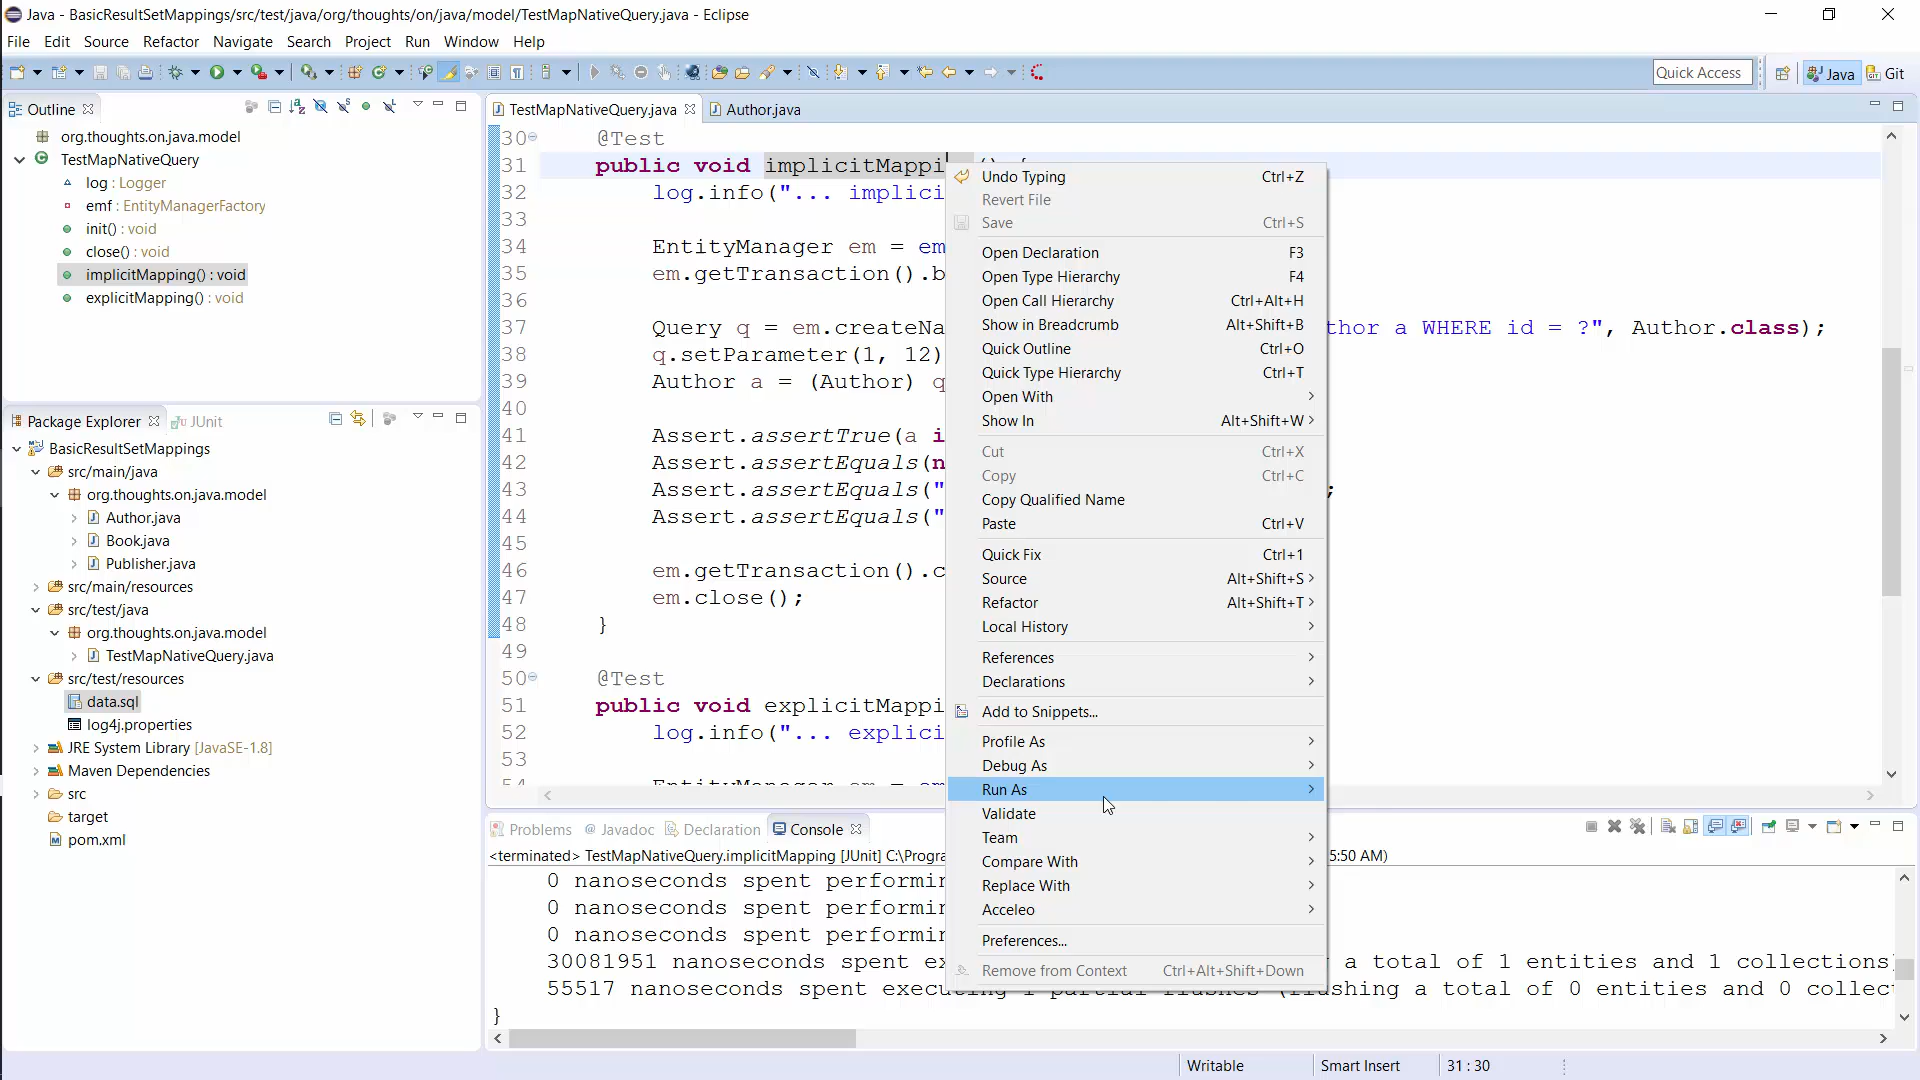 Java - BasicResultSetMappings/src/test/java/org/thoughts/on/java/model/TestMapNativeQuery.java - Eclipse
File Edit Source Refactor Navigate Search Project Run Window Help
Quick Access Java Git
Outline
org.thoughts.on.java.model
TestMapNativeQuery
log : Logger
emf : EntityManagerFactory
init() : void
close() : void
implicitMapping() : void
explicitMapping() : void
Package Explorer JUnit
BasicResultSetMappings
src/main/java
org.thoughts.on.java.model
Author.java
Book.java
Publisher.java
src/main/resources
src/test/java
org.thoughts.on.java.model
TestMapNativeQuery.java
src/test/resources
data.sql
log4j.properties
JRE System Library [JavaSE-1.8]
Maven Dependencies
src
target
pom.xml
TestMapNativeQuery.java Author.java
30 @Test
31 public void implicitMappi () {
32 log.info("... implici
33
34 EntityManager em = em
35 em.getTransaction().b
36
37 Query q = em.createNa thor a WHERE id = ?", Author.class);
38 q.setParameter(1, 12)
39 Author a = (Author) q
40
41 Assert.assertTrue(a i
42 Assert.assertEquals(n
43 Assert.assertEquals(" ;
44 Assert.assertEquals("
45
46 em.getTransaction().c
47 em.close();
48 }
49
50 @Test
51 public void explicitMappi
52 log.info("... explici
53
54 EntityManager em = em
Undo Typing Ctrl+Z
Revert File
Save Ctrl+S
Open Declaration F3
Open Type Hierarchy F4
Open Call Hierarchy Ctrl+Alt+H
Show in Breadcrumb Alt+Shift+B
Quick Outline Ctrl+O
Quick Type Hierarchy Ctrl+T
Open With
Show In Alt+Shift+W
Cut Ctrl+X
Copy Ctrl+C
Copy Qualified Name
Paste Ctrl+V
Quick Fix Ctrl+1
Source Alt+Shift+S
Refactor Alt+Shift+T
Local History
References
Declarations
Add to Snippets...
Profile As
Debug As
Run As
Validate
Team
Compare With
Replace With
Acceleo
Preferences...
Remove from Context Ctrl+Alt+Shift+Down
Problems Javadoc Declaration Console
<terminated> TestMapNativeQuery.implicitMapping [JUnit] C:\Progra 5:50 AM)
0 nanoseconds spent performin
0 nanoseconds spent performin
0 nanoseconds spent performin
30081951 nanoseconds spent ex a total of 1 entities and 1 collections
55517 nanoseconds spent executing 1 partial flushes (flushing a total of 0 entities and 0 collec
}
Writable Smart Insert 31 : 30